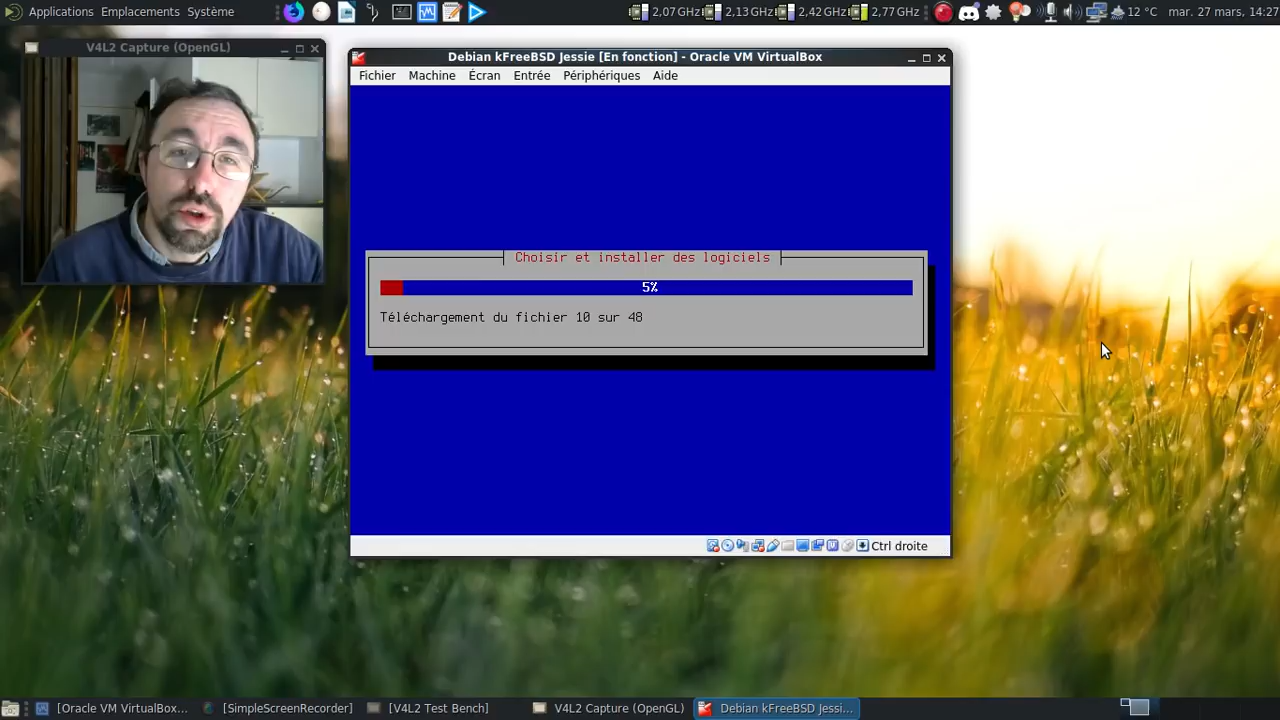 Applications Emplacements Système
2,07 GHz 2,13 GHz 2,42 GHz 2,77 GHz 12 °C mar. 27 mars, 14:27
V4L2 Capture (OpenGL)
Debian kFreeBSD Jessie [En fonction] - Oracle VM VirtualBox
Fichier Machine Écran Entrée Périphériques Aide
Choisir et installer des logiciels
5%
Téléchargement du fichier 10 sur 48
Ctrl droite
[Oracle VM VirtualBox... [SimpleScreenRecorder] [V4L2 Test Bench] V4L2 Capture (OpenGL) Debian kFreeBSD Jessi...